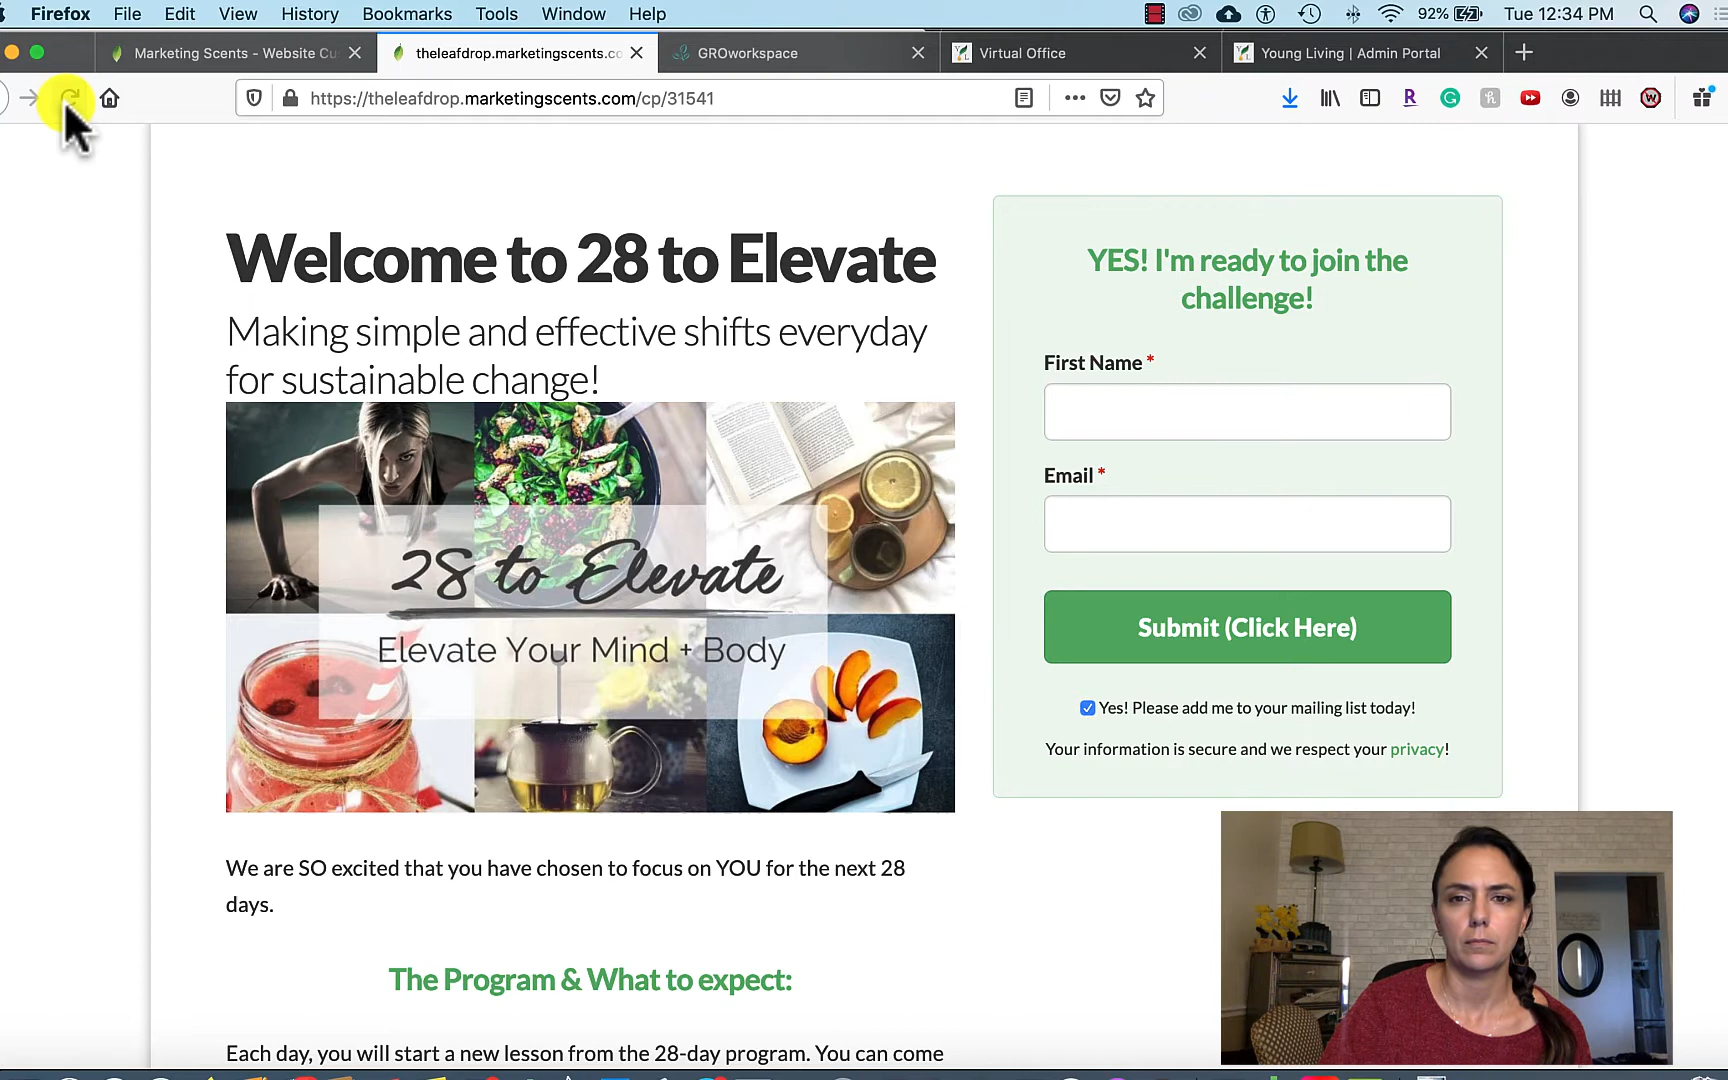 Firefox File Edit View History Bookmarks Tools Window Help 92% Tue 12:34 PM
Marketing Scents - Website Cu theleafdrop.marketingscents.co GROworkspace Virtual Office Young Living | Admin Portal
https://theleafdrop.marketingscents.com/cp/31541
Welcome to 28 to Elevate
Making simple and effective shifts everyday
for sustainable change!
28 to Elevate
Elevate Your Mind + Body
We are SO excited that you have chosen to focus on YOU for the next 28
days.
The Program & What to expect:
Each day, you will start a new lesson from the 28-day program. You can come
YES! I'm ready to join the
challenge!
First Name *
Email *
Submit (Click Here)
Yes! Please add me to your mailing list today!
Your information is secure and we respect your privacy!